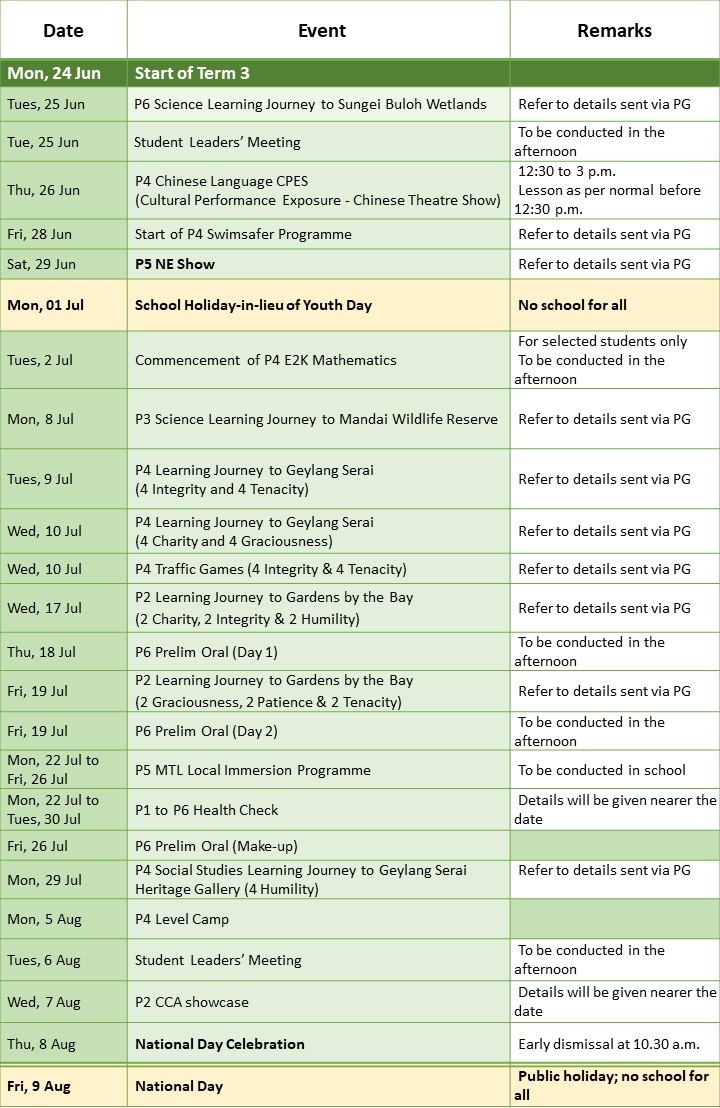 Date Event Remarks
Mon, 24 Jun Start of Term 3
Tues, 25 Jun P6 Science Learning Journey to Sungei Buloh Wetlands Refer to details sent via PG
Tue, 25 Jun Student Leaders' Meeting To be conducted in the
afternoon
Thu, 26 Jun P4 Chinese Language CPES
(Cultural Performance Exposure - Chinese Theatre Show)
12:30 to 3 p.m.
Lesson as per normal before
12:30 p.m.
Fri, 28 Jun Start of P4 Swimsafer Programme Refer to details sent via PG
Sat, 29 Jun P5 NE Show Refer to details sent via PG
Mon, 01 Jul School Holiday-in-lieu of Youth Day No school for all
Tues, 2 Jul Commencement of P4 E2K Mathematics
For selected students only
To be conducted in the
afternoon
Mon, 8 Jul P3 Science Learning Journey to Mandai Wildlife Reserve Refer to details sent via PG
Tues, 9 Jul P4 Learning Journey to Geylang Serai
(4 Integrity and 4 Tenacity)
Refer to details sent via PG
Wed, 10 Jul P4 Learning Journey to Geylang Serai
(4 Charity and 4 Graciousness)
Refer to details sent via PG
Wed, 10 Jul P4 Traffic Games (4 Integrity & 4 Tenacity) Refer to details sent via PG
Wed, 17 Jul P2 Learning Journey to Gardens by the Bay
(2 Charity, 2 Integrity & 2 Humility)
Refer to details sent via PG
Thu, 18 Jul P6 Prelim Oral (Day 1) To be conducted in the
afternoon
Fri, 19 Jul P2 Learning Journey to Gardens by the Bay
(2 Graciousness, 2 Patience & 2 Tenacity)
Refer to details sent via PG
Fri, 19 Jul P6 Prelim Oral (Day 2) To be conducted in the
afternoon
Mon, 22 Jul to
Fri, 26 Jul
P5 MTL Local Immersion Programme To be conducted in school
Mon, 22 Jul to
Tues, 30 Jul
P1 to P6 Health Check Details will be given nearer the
date
Fri, 26 Jul P6 Prelim Oral (Make-up)
Mon, 29 Jul P4 Social Studies Learning Journey to Geylang Serai
Heritage Gallery (4 Humility)
Refer to details sent via PG
Mon, 5 Aug P4 Level Camp
Tues, 6 Aug Student Leaders' Meeting To be conducted in the
afternoon
Wed, 7 Aug P2 CCA showcase Details will be given nearer the
date
Thu, 8 Aug National Day Celebration Early dismissal at 10.30 a.m.
Fri, 9 Aug National Day Public holiday; no school for
all